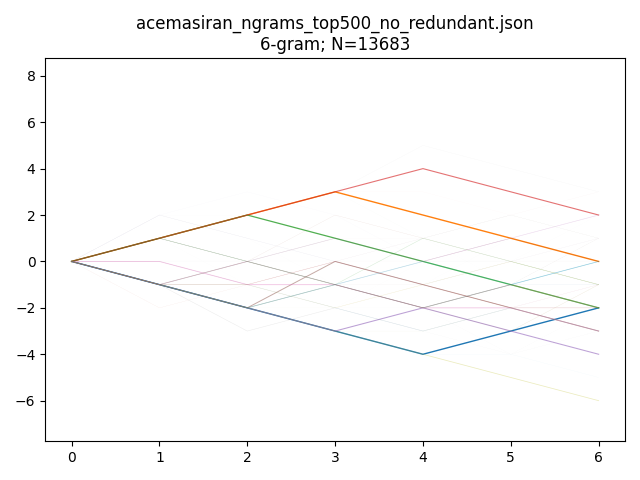 acemasiran_ngrams_top500_no_redundant.json
6-gram; N=13683
8
6
4
2
0
−2
−4
−6
0 1 2 3 4 5 6